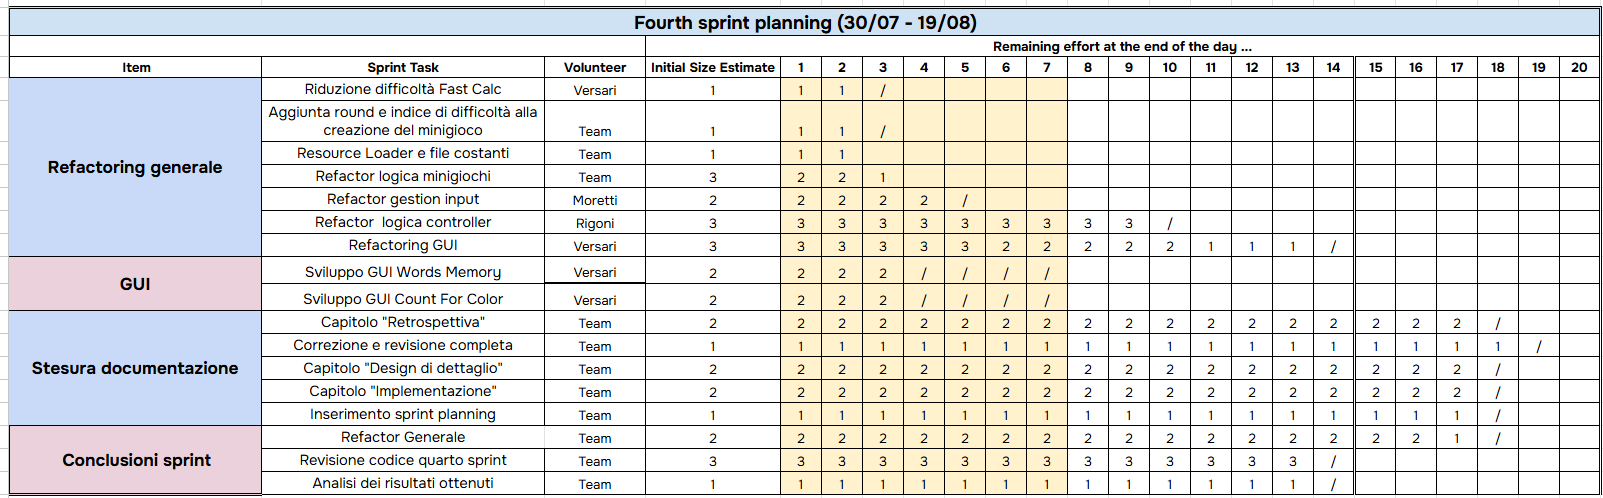 Fourth sprint planning (30/07 - 19/08)
Remaining effort at the end of the day ...
Item Sprint Task Volunteer Initial Size Estimate 1 2 3 4 5 6 7 8 9 10 11 12 13 14 15 16 17 18 19 20
Refactoring generale
Riduzione difficoltà Fast Calc Versari 1 1 1 /
Aggiunta round e indice di difficoltà alla
creazione del minigioco Team 1 1 1 /
Resource Loader e file costanti Team 1 1 1
Refactor logica minigiochi Team 3 2 2 1
Refactor gestion input Moretti 2 2 2 2 2 /
Refactor logica controller Rigoni 3 3 3 3 3 3 3 3 3 3 /
Refactoring GUI Versari 3 3 3 3 3 3 2 2 2 2 2 1 1 1 /
GUI
Sviluppo GUI Words Memory Versari 2 2 2 2 / / / /
Sviluppo GUI Count For Color Versari 2 2 2 2 / / / /
Stesura documentazione
Capitolo "Retrospettiva" Team 2 2 2 2 2 2 2 2 2 2 2 2 2 2 2 2 2 2 /
Correzione e revisione completa Team 1 1 1 1 1 1 1 1 1 1 1 1 1 1 1 1 1 1 1 /
Capitolo "Design di dettaglio" Team 2 2 2 2 2 2 2 2 2 2 2 2 2 2 2 2 2 2 /
Capitolo "Implementazione" Team 2 2 2 2 2 2 2 2 2 2 2 2 2 2 2 2 2 2 /
Inserimento sprint planning Team 1 1 1 1 1 1 1 1 1 1 1 1 1 1 1 1 1 1 /
Conclusioni sprint
Refactor Generale Team 2 2 2 2 2 2 2 2 2 2 2 2 2 2 2 2 2 1 /
Revisione codice quarto sprint Team 3 3 3 3 3 3 3 3 3 3 3 3 3 3 /
Analisi dei risultati ottenuti Team 1 1 1 1 1 1 1 1 1 1 1 1 1 1 /